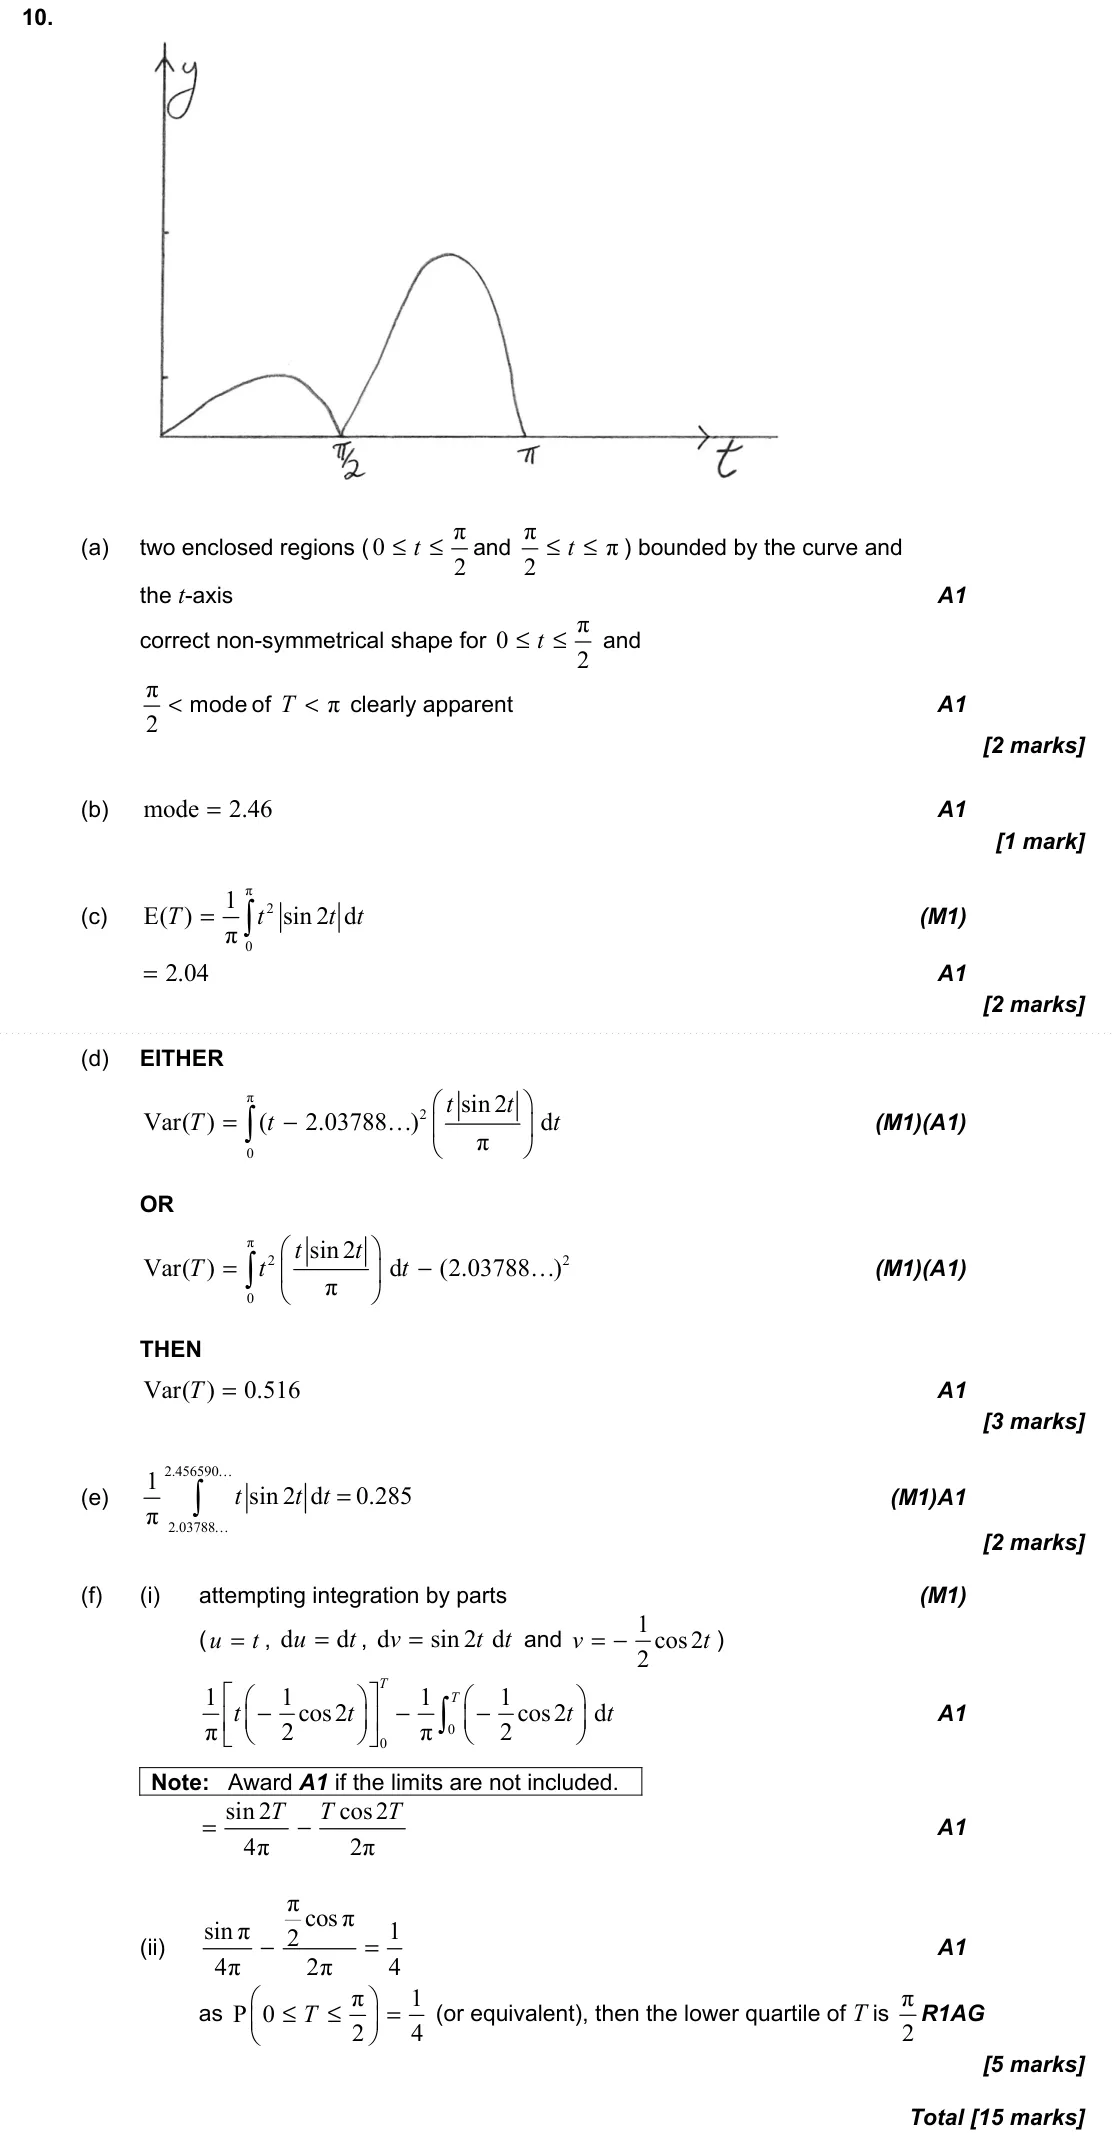 10.
y
π/2
π
t
(a) two enclosed regions (0 ≤ t ≤ π/2 and π/2 ≤ t ≤ π) bounded by the curve and
the t-axis A1
correct non-symmetrical shape for 0 ≤ t ≤ π/2 and
π/2 < mode of T < π clearly apparent A1
[2 marks]
(b) mode = 2.46 A1
[1 mark]
(c) E(T) = 1/π ∫₀^π t² |sin 2t| dt (M1)
= 2.04 A1
[2 marks]
(d) EITHER
Var(T) = ∫₀^π (t − 2.03788…)² (t|sin 2t|/π) dt (M1)(A1)
OR
Var(T) = ∫₀^π t² (t|sin 2t|/π) dt − (2.03788…)² (M1)(A1)
THEN
Var(T) = 0.516 A1
[3 marks]
(e) 1/π ∫_{2.03788…}^{2.456590…} t|sin 2t| dt = 0.285 (M1)A1
[2 marks]
(f) (i) attempting integration by parts (M1)
(u = t, du = dt, dv = sin 2t dt and v = −1/2 cos 2t)
1/π [t(−1/2 cos 2t)]₀^T − 1/π ∫₀^T (−1/2 cos 2t) dt A1
Note: Award A1 if the limits are not included.
= sin 2T/4π − T cos 2T/2π A1
(ii) sin π/4π − (π/2 cos π)/2π = 1/4 A1
as P(0 ≤ T ≤ π/2) = 1/4 (or equivalent), then the lower quartile of T is π/2 R1AG
[5 marks]
Total [15 marks]